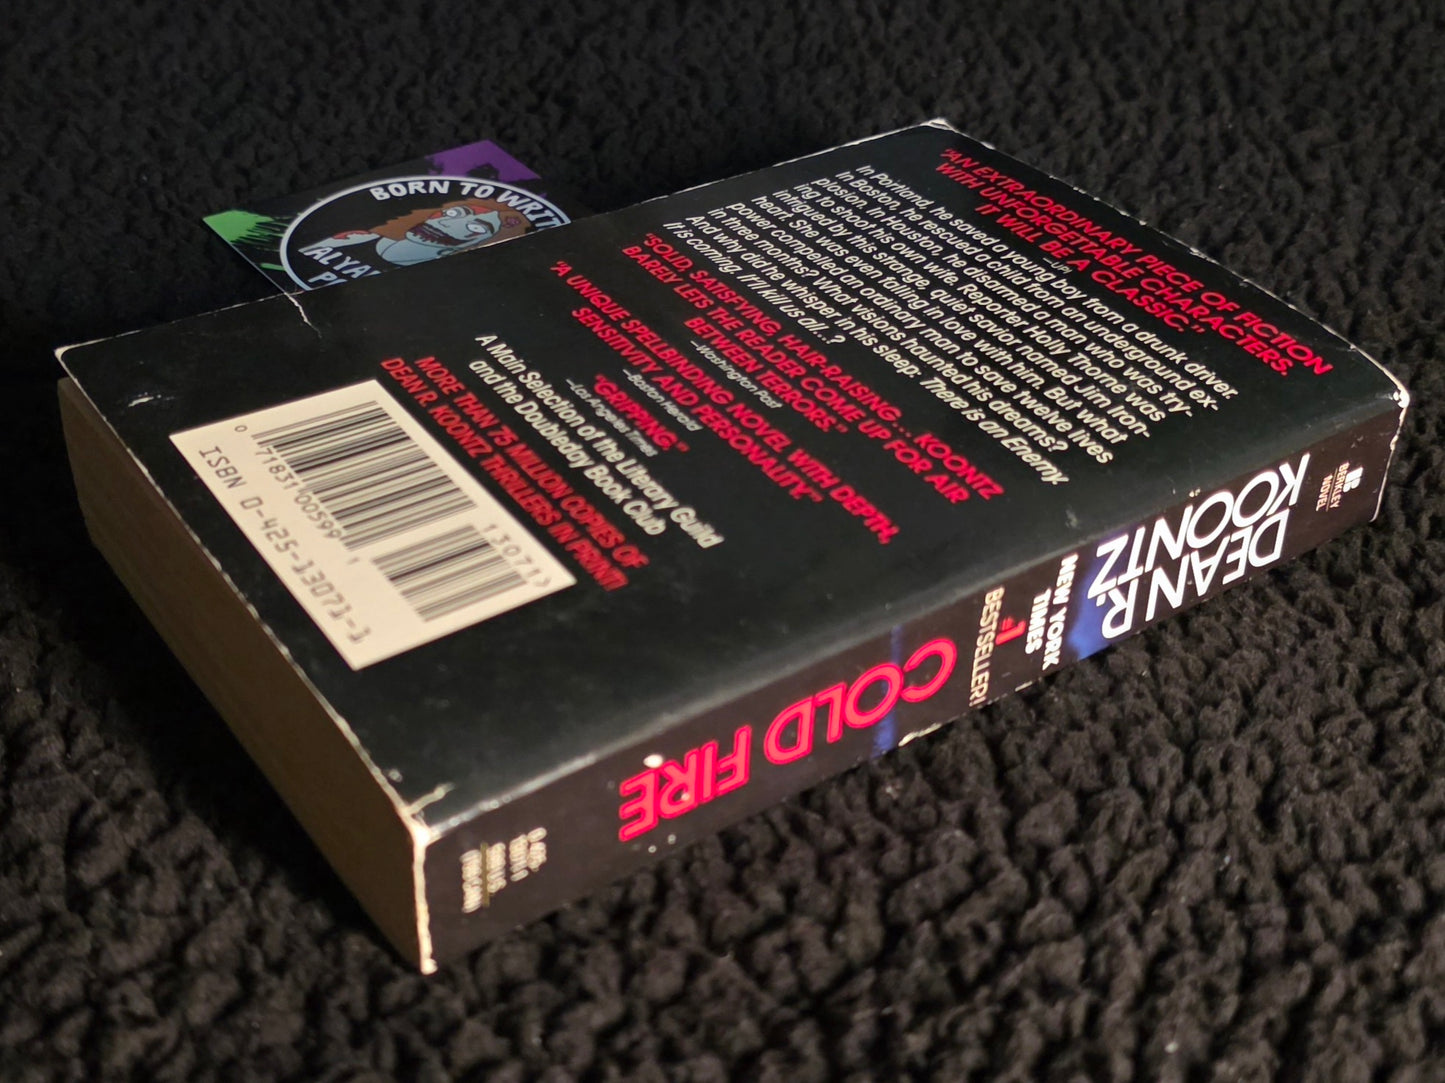 "AN EXTRAORDINARY PIECE OF FICTION
WITH UNFORGETTABLE CHARACTERS.
IT WILL BE A CLASSIC."
—UPI
In Portland, he saved a young boy from a drunk driver.
In Boston, he rescued a child from an underground ex-
plosion. In Houston, he disarmed a man who was try-
ing to shoot his own wife. Reporter Holly Thorne was
intrigued by this strange, quiet savior named Jim Iron-
heart. She was even falling in love with him. But what
power compelled an ordinary man to save twelve lives
in three months? What visions haunted his dreams?
And why did he whisper in his sleep: There is an Enemy.
It is coming. It'll kill us all...?
"SOLID, SATISFYING, HAIR-RAISING... KOONTZ
BARELY LETS THE READER COME UP FOR AIR
BETWEEN TERRORS."
—Washington Post
"A UNIQUE SPELLBINDING NOVEL WITH DEPTH,
SENSITIVITY AND PERSONALITY."
—Boston Herald
"GRIPPING."
—Los Angeles Times
A Main Selection of the Literary Guild
and the Doubleday Book Club
MORE THAN 75 MILLION COPIES OF
DEAN R. KOONTZ THRILLERS IN PRINT!
0 71831 00599 1
13071
ISBN 0-425-13071-1
BERKLEY
NOVEL
DEAN R.
KOONTZ
NEW YORK
TIMES
#1
BESTSELLER!
COLD FIRE
BORN TO WRITE